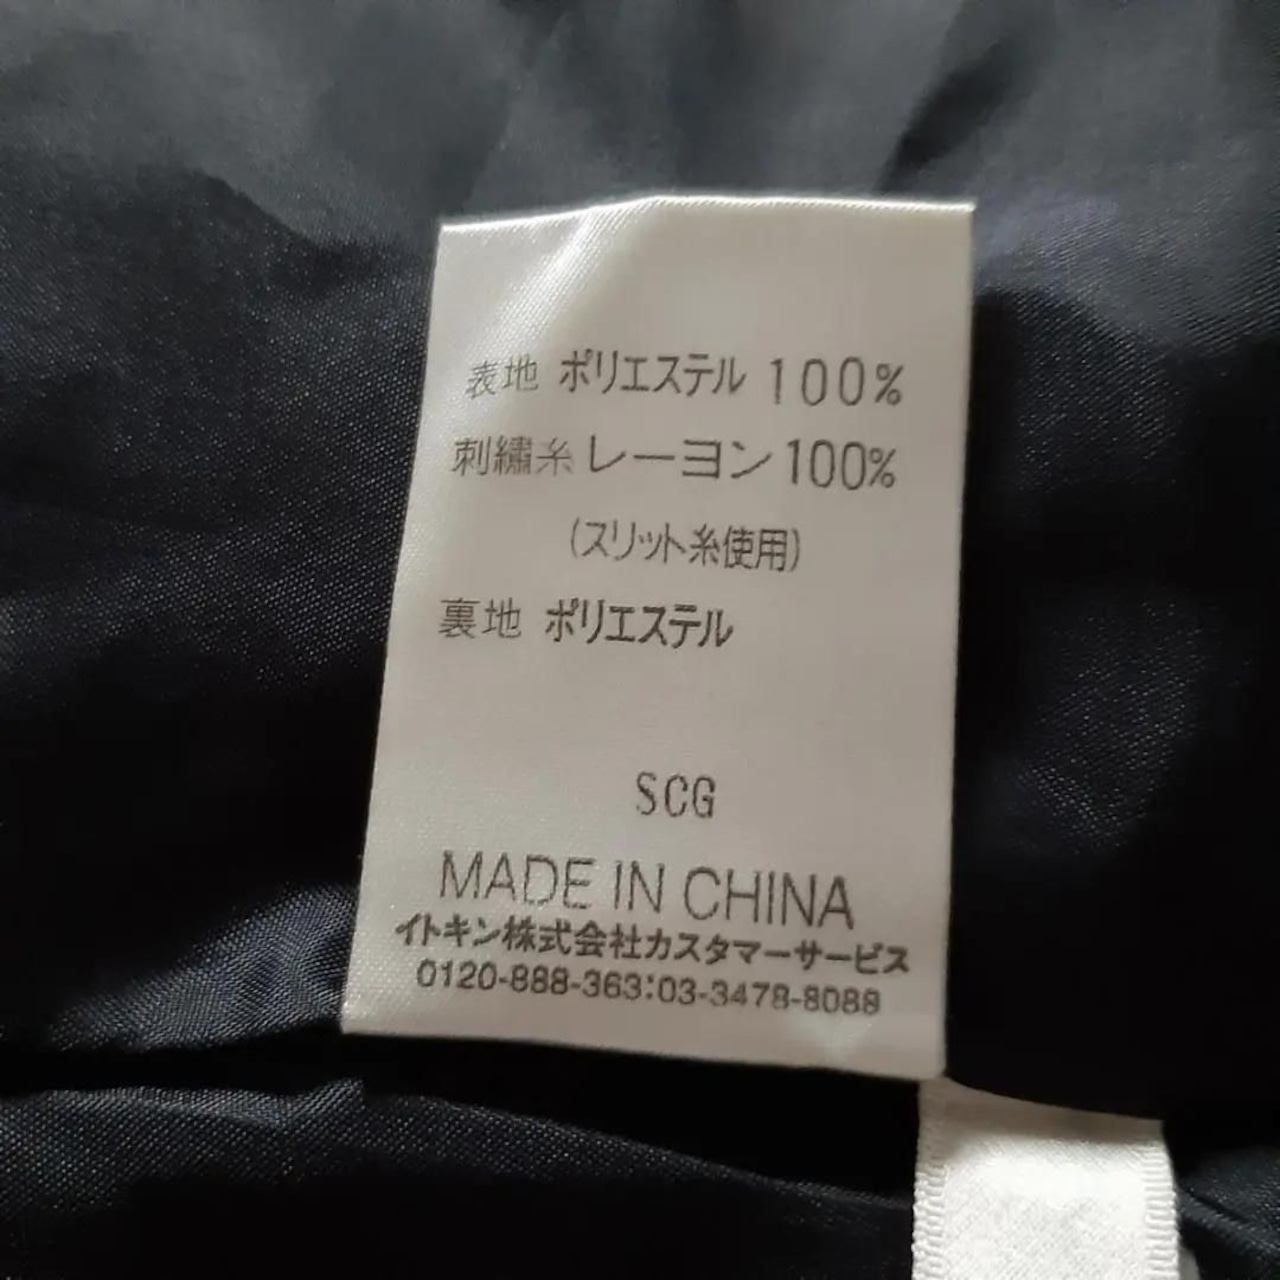 表地 ポリエステル 100%
刺繍糸 レーヨン 100%
(スリット糸使用)
裏地 ポリエステル
SCG
MADE IN CHINA
イトキン株式会社カスタマーサービス
0120-888-363:03-3478-8088